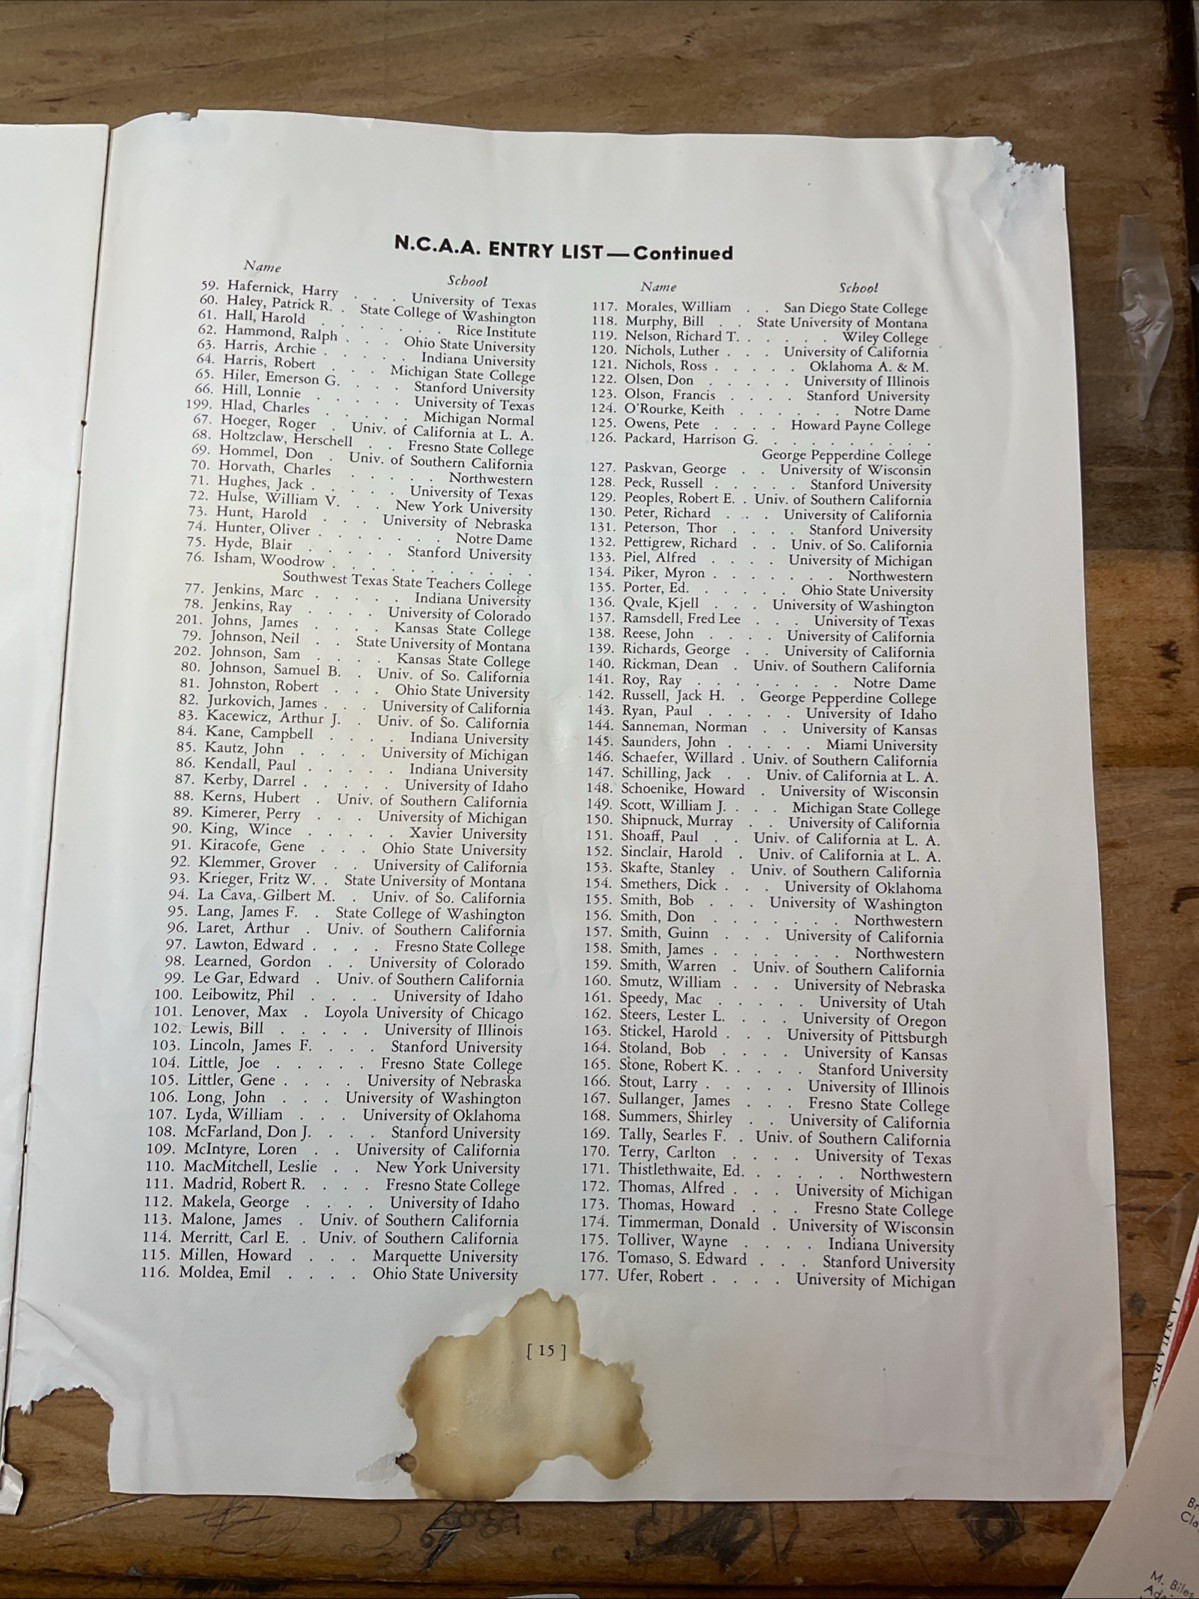 N.C.A.A. ENTRY LIST—Continued
Name School
59. Hafernick, Harry . . . University of Texas
60. Haley, Patrick R. . State College of Washington
61. Hall, Harold . . . . . . Rice Institute
62. Hammond, Ralph . . . Ohio State University
63. Harris, Archie . . . . Indiana University
64. Harris, Robert . . Michigan State College
65. Hiler, Emerson G. . . . Stanford University
66. Hill, Lonnie . . . . University of Texas
199. Hlad, Charles . . . . . Michigan Normal
67. Hoeger, Roger . Univ. of California at L. A.
68. Holtzclaw, Herschell . Fresno State College
69. Hommel, Don . Univ. of Southern California
70. Horvath, Charles . . . . . Northwestern
71. Hughes, Jack . . . . University of Texas
72. Hulse, William V. . . New York University
73. Hunt, Harold . . . University of Nebraska
74. Hunter, Oliver . . . . . . Notre Dame
75. Hyde, Blair . . . . . Stanford University
76. Isham, Woodrow . . . . . . . . .
Southwest Texas State Teachers College
77. Jenkins, Marc . . . . . Indiana University
78. Jenkins, Ray . . . . University of Colorado
201. Johns, James . . . . Kansas State College
79. Johnson, Neil . . State University of Montana
202. Johnson, Sam . . . . Kansas State College
80. Johnson, Samuel B. . Univ. of So. California
81. Johnston, Robert . . . Ohio State University
82. Jurkovich, James . . . University of California
83. Kacewicz, Arthur J. . Univ. of So. California
84. Kane, Campbell . . . . Indiana University
85. Kautz, John . . . . University of Michigan
86. Kendall, Paul . . . . . Indiana University
87. Kerby, Darrel . . . . . University of Idaho
88. Kerns, Hubert . Univ. of Southern California
89. Kimerer, Perry . . . University of Michigan
90. King, Wince . . . . . Xavier University
91. Kiracofe, Gene . . . Ohio State University
92. Klemmer, Grover . . University of California
93. Krieger, Fritz W. . State University of Montana
94. La Cava, Gilbert M. . Univ. of So. California
95. Lang, James F. . State College of Washington
96. Laret, Arthur . Univ. of Southern California
97. Lawton, Edward . . . . Fresno State College
98. Learned, Gordon . . University of Colorado
99. Le Gar, Edward . Univ. of Southern California
100. Leibowitz, Phil . . . . University of Idaho
101. Lenover, Max . Loyola University of Chicago
102. Lewis, Bill . . . . . University of Illinois
103. Lincoln, James F. . . . Stanford University
104. Little, Joe . . . . . Fresno State College
105. Littler, Gene . . . . University of Nebraska
106. Long, John . . . University of Washington
107. Lyda, William . . . University of Oklahoma
108. McFarland, Don J. . . . Stanford University
109. McIntyre, Loren . . University of California
110. MacMitchell, Leslie . . New York University
111. Madrid, Robert R. . . . Fresno State College
112. Makela, George . . . . University of Idaho
113. Malone, James . Univ. of Southern California
114. Merritt, Carl E. . Univ. of Southern California
115. Millen, Howard . . . Marquette University
116. Moldea, Emil . . . . Ohio State University
Name School
117. Morales, William . . San Diego State College
118. Murphy, Bill . . State University of Montana
119. Nelson, Richard T. . . . . . Wiley College
120. Nichols, Luther . . . University of California
121. Nichols, Ross . . . . . Oklahoma A. & M.
122. Olsen, Don . . . . . University of Illinois
123. Olson, Francis . . . . Stanford University
124. O'Rourke, Keith . . . . . . Notre Dame
125. Owens, Pete . . . . Howard Payne College
126. Packard, Harrison G. . . . . . . . .
George Pepperdine College
127. Paskvan, George . . University of Wisconsin
128. Peck, Russell . . . . . Stanford University
129. Peoples, Robert E. . Univ. of Southern California
130. Peter, Richard . . . University of California
131. Peterson, Thor . . . . Stanford University
132. Pettigrew, Richard . . Univ. of So. California
133. Piel, Alfred . . . . University of Michigan
134. Piker, Myron . . . . . . Northwestern
135. Porter, Ed. . . . . . Ohio State University
136. Qvale, Kjell . . . University of Washington
137. Ramsdell, Fred Lee . . . University of Texas
138. Reese, John . . . . University of California
139. Richards, George . . University of California
140. Rickman, Dean . Univ. of Southern California
141. Roy, Ray . . . . . . . Notre Dame
142. Russell, Jack H. . George Pepperdine College
143. Ryan, Paul . . . . . University of Idaho
144. Sanneman, Norman . . University of Kansas
145. Saunders, John . . . . . Miami University
146. Schaefer, Willard . Univ. of Southern California
147. Schilling, Jack . . Univ. of California at L. A.
148. Schoenike, Howard . University of Wisconsin
149. Scott, William J. . . . Michigan State College
150. Shipnuck, Murray . . University of California
151. Shoaff, Paul . . Univ. of California at L. A.
152. Sinclair, Harold . Univ. of California at L. A.
153. Skafte, Stanley . Univ. of Southern California
154. Smethers, Dick . . . University of Oklahoma
155. Smith, Bob . . . University of Washington
156. Smith, Don . . . . . . . Northwestern
157. Smith, Guinn . . . University of California
158. Smith, James . . . . . . Northwestern
159. Smith, Warren . Univ. of Southern California
160. Smutz, William . . . University of Nebraska
161. Speedy, Mac . . . . . University of Utah
162. Steers, Lester L. . . . University of Oregon
163. Stickel, Harold . . . University of Pittsburgh
164. Stoland, Bob . . . . University of Kansas
165. Stone, Robert K. . . . . Stanford University
166. Stout, Larry . . . . . University of Illinois
167. Sullanger, James . . . Fresno State College
168. Summers, Shirley . . University of California
169. Tally, Searles F. . Univ. of Southern California
170. Terry, Carlton . . . . University of Texas
171. Thistlethwaite, Ed. . . . . . Northwestern
172. Thomas, Alfred . . . University of Michigan
173. Thomas, Howard . . . Fresno State College
174. Timmerman, Donald . University of Wisconsin
175. Tolliver, Wayne . . . . Indiana University
176. Tomaso, S. Edward . . . Stanford University
177. Ufer, Robert . . . . University of Michigan
[ 15 ]
JANUARY
M.